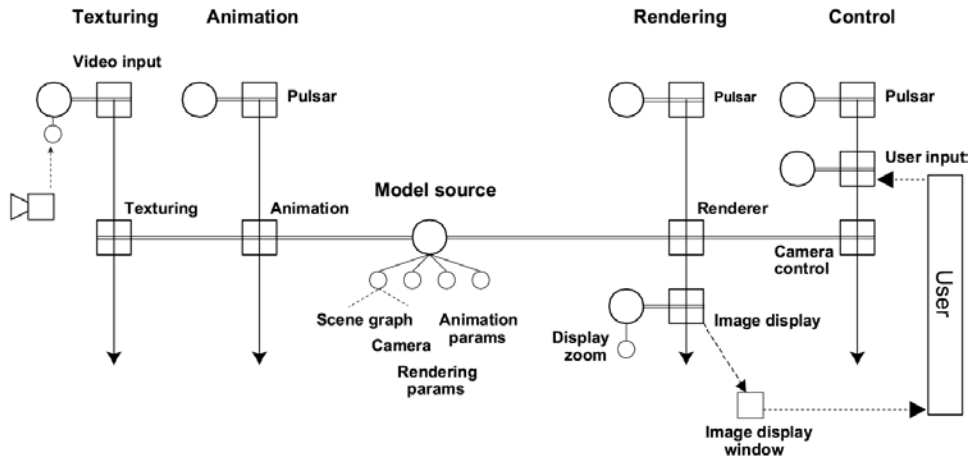 Texturing
Animation
Rendering
Control
Video input
Pulsar
Pulsar
Pulsar
User input:
Model source
Texturing
Animation
Renderer
Camera
control
User
Scene graph
Camera
Animation
params
Rendering
params
Display
zoom
Image display
Image display
window